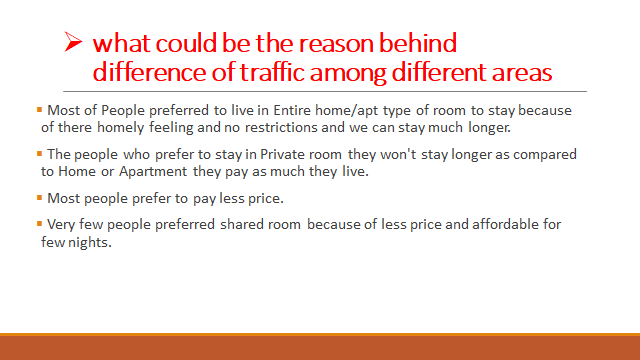 ➢ what could be the reason behind
difference of traffic among different areas
▪ Most of People preferred to live in Entire home/apt type of room to stay because
of there homely feeling and no restrictions and we can stay much longer.
▪ The people who prefer to stay in Private room they won't stay longer as compared
to Home or Apartment they pay as much they live.
▪ Most people prefer to pay less price.
▪ Very few people preferred shared room because of less price and affordable for
few nights.